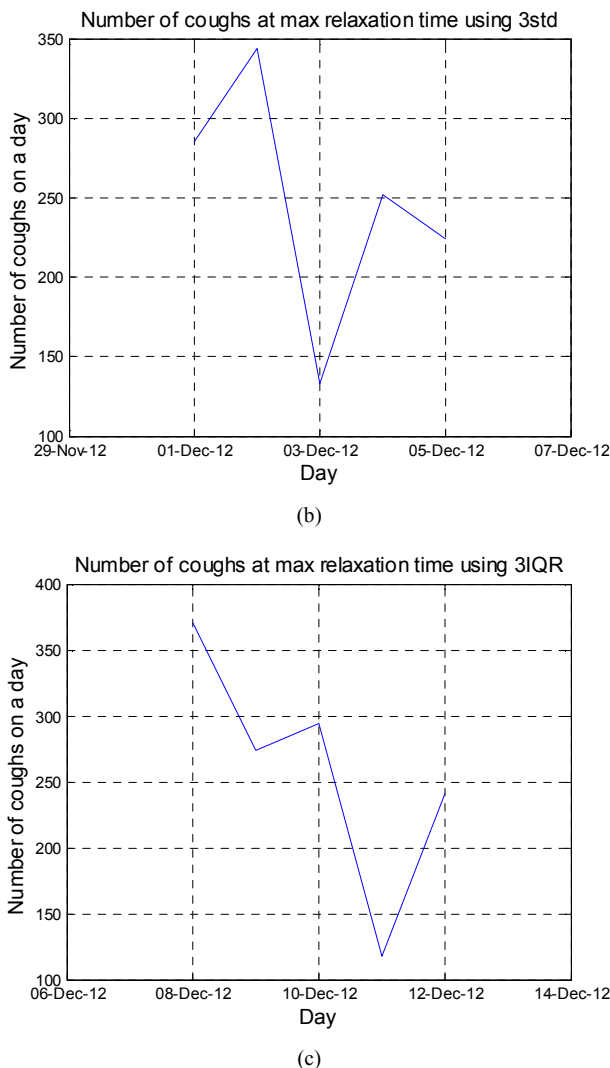 Number of coughs at max relaxation time using 3std
Number of coughs on a day
350
300
250
200
150
100
29-Nov-12 01-Dec-12 03-Dec-12 05-Dec-12 07-Dec-12
Day
(b)
Number of coughs at max relaxation time using 3IQR
Number of coughs on a day
400
350
300
250
200
150
100
06-Dec-12 08-Dec-12 10-Dec-12 12-Dec-12 14-Dec-12
Day
(c)